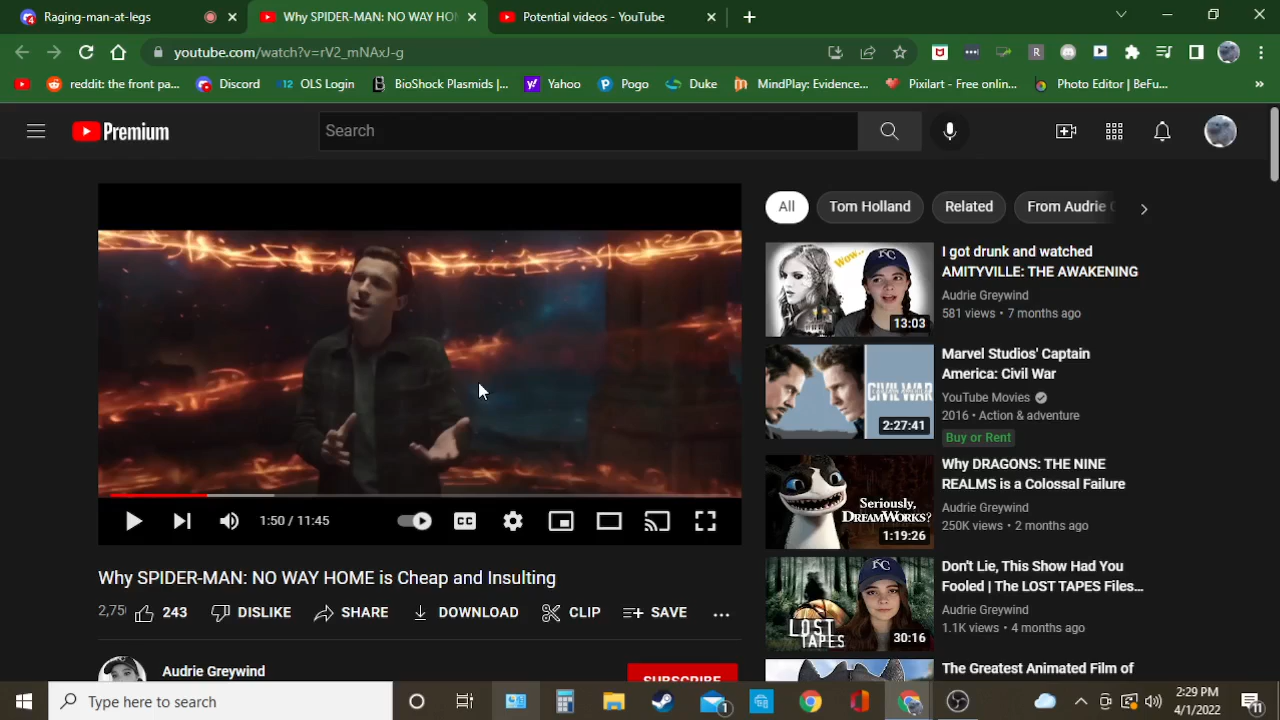 Raging-man-at-legs
Why SPIDER-MAN: NO WAY HOM
Potential videos - YouTube
youtube.com/watch?v=rV2_mNAxJ-g
reddit: the front pa...
Discord
12 OLS Login
BioShock Plasmids |...
Yahoo
Pogo
Duke
MindPlay: Evidence...
Pixilart - Free onlin...
Photo Editor | BeFu...
Premium
Search
All
Tom Holland
Related
From Audrie G
Wow..
KC
13:03
I got drunk and watched
AMITYVILLE: THE AWAKENING
Audrie Greywind
581 views • 7 months ago
CIVIL WAR
2:27:41
Marvel Studios' Captain
America: Civil War
YouTube Movies
2016 • Action & adventure
Buy or Rent
Seriously,
DREAMWORKS?
1:19:26
Why DRAGONS: THE NINE
REALMS is a Colossal Failure
Audrie Greywind
250K views • 2 months ago
LOST
TAPES
30:16
Don't Lie, This Show Had You
Fooled | The LOST TAPES Files...
Audrie Greywind
1.1K views • 4 months ago
The Greatest Animated Film of
1:50 / 11:45
CC
Why SPIDER-MAN: NO WAY HOME is Cheap and Insulting
243
DISLIKE
SHARE
DOWNLOAD
CLIP
SAVE
Audrie Greywind
SUBSCRIBE
Type here to search
1
2:29 PM
4/1/2022
11